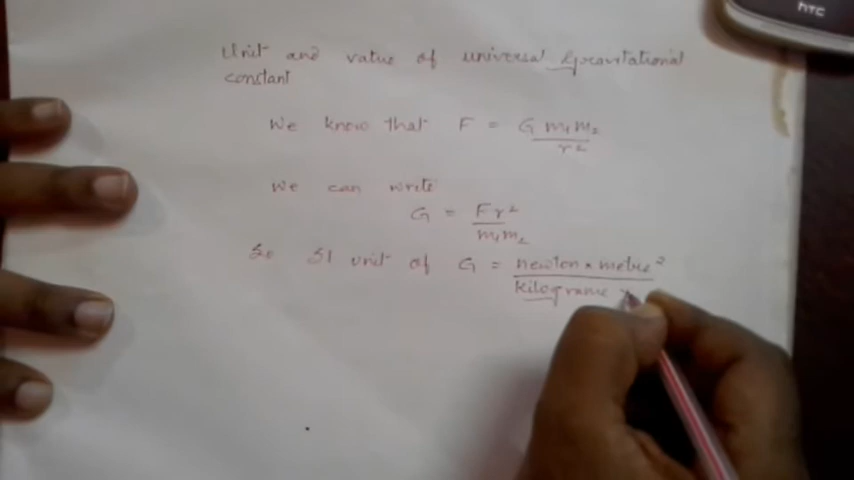 hTC
Unit and value of universal Gravitational
constant
We know that F = G m₁m₂
r²
We can write
G = Fr²
m₁m₂
So SI unit of G = newton × metre²
kilograme ×